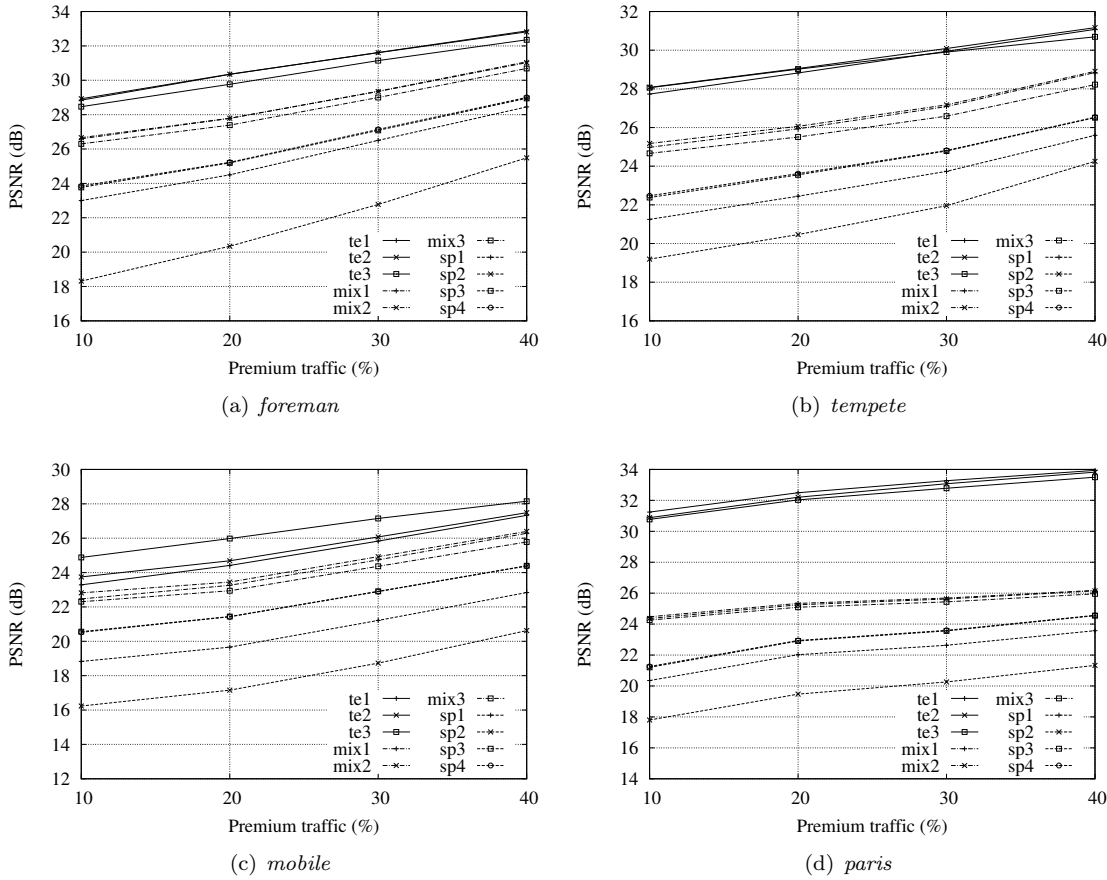 34
32
30
28
26
24
22
20
18
16
PSNR (dB)
te1
te2
te3
mix1
mix2
mix3
sp1
sp2
sp3
sp4
10
20
30
40
Premium traffic (%)
(a) foreman
32
30
28
26
24
22
20
18
16
PSNR (dB)
te1
te2
te3
mix1
mix2
mix3
sp1
sp2
sp3
sp4
10
20
30
40
Premium traffic (%)
(b) tempete
30
28
26
24
22
20
18
16
14
12
PSNR (dB)
te1
te2
te3
mix1
mix2
mix3
sp1
sp2
sp3
sp4
10
20
30
40
Premium traffic (%)
(c) mobile
34
32
30
28
26
24
22
20
18
16
14
PSNR (dB)
te1
te2
te3
mix1
mix2
mix3
sp1
sp2
sp3
sp4
10
20
30
40
Premium traffic (%)
(d) paris